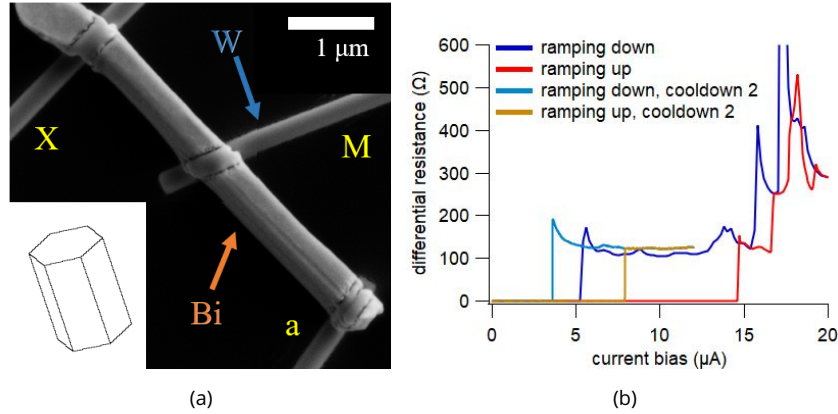 W
1 μm
X
M
Bi
a
(a)
ramping down
ramping up
ramping down, cooldown 2
ramping up, cooldown 2
differential resistance (Ω)
600
500
400
300
200
100
0
0
5
10
15
20
current bias (μA)
(b)